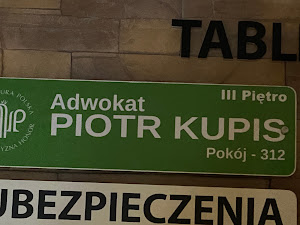 TABL
III Piętro
Adwokat
PIOTR KUPIS
Pokój - 312
UBEZPIECZENIA